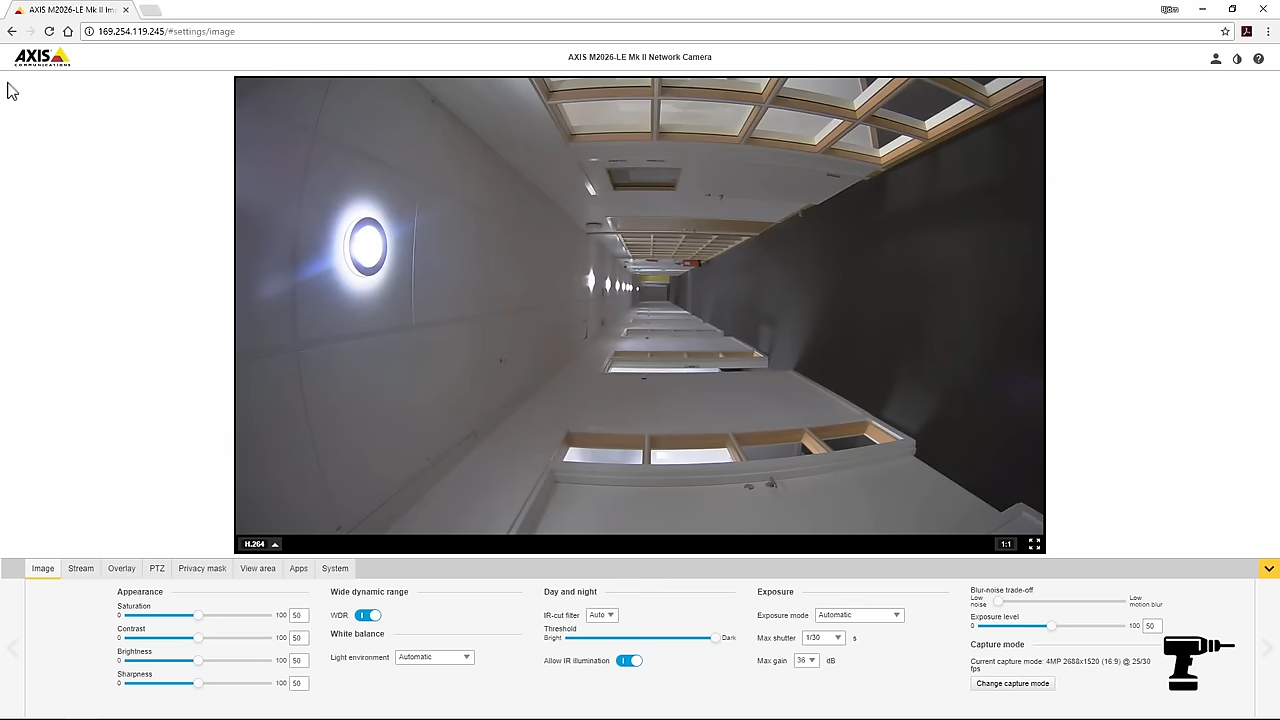 AXIS M2026-LE Mk II Im
Björn
169.254.119.245/#settings/image
AXIS
COMMUNICATIONS
AXIS M2026-LE Mk II Network Camera
H.264
1:1
Image Stream Overlay PTZ Privacy mask View area Apps System
Appearance
Saturation
0 100 50
Contrast
0 100 50
Brightness
0 100 50
Sharpness
0 100 50
Wide dynamic range
WDR
White balance
Light environment Automatic
Day and night
IR-cut filter Auto
Threshold
Bright Dark
Allow IR illumination
Exposure
Exposure mode Automatic
Max shutter 1/30 s
Max gain 36 dB
Blur-noise trade-off
Low noise Low motion blur
Exposure level
0 100 50
Capture mode
Current capture mode: 4MP 2688x1520 (16:9) @ 25/30
fps
Change capture mode